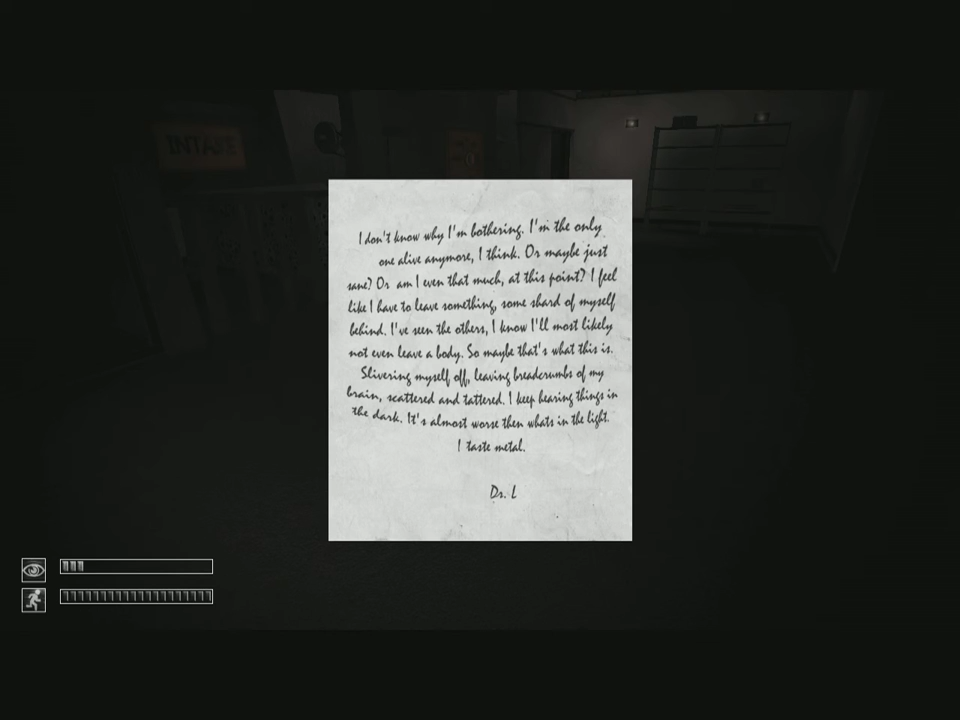 INTAKE
I don't know why I'm bothering. I'm the only
one alive anymore, I think. Or maybe just
sane? Or am I even that much, at this point? I feel
like I have to leave something, some shard of myself
behind. I've seen the others, I know I'll most likely
not even leave a body. So maybe that's what this is.
Slivering myself off, leaving breadcrumbs of my
brain, scattered and tattered. I keep hearing things in
the dark. It's almost worse then whats in the light.
I taste metal.
Dr. L